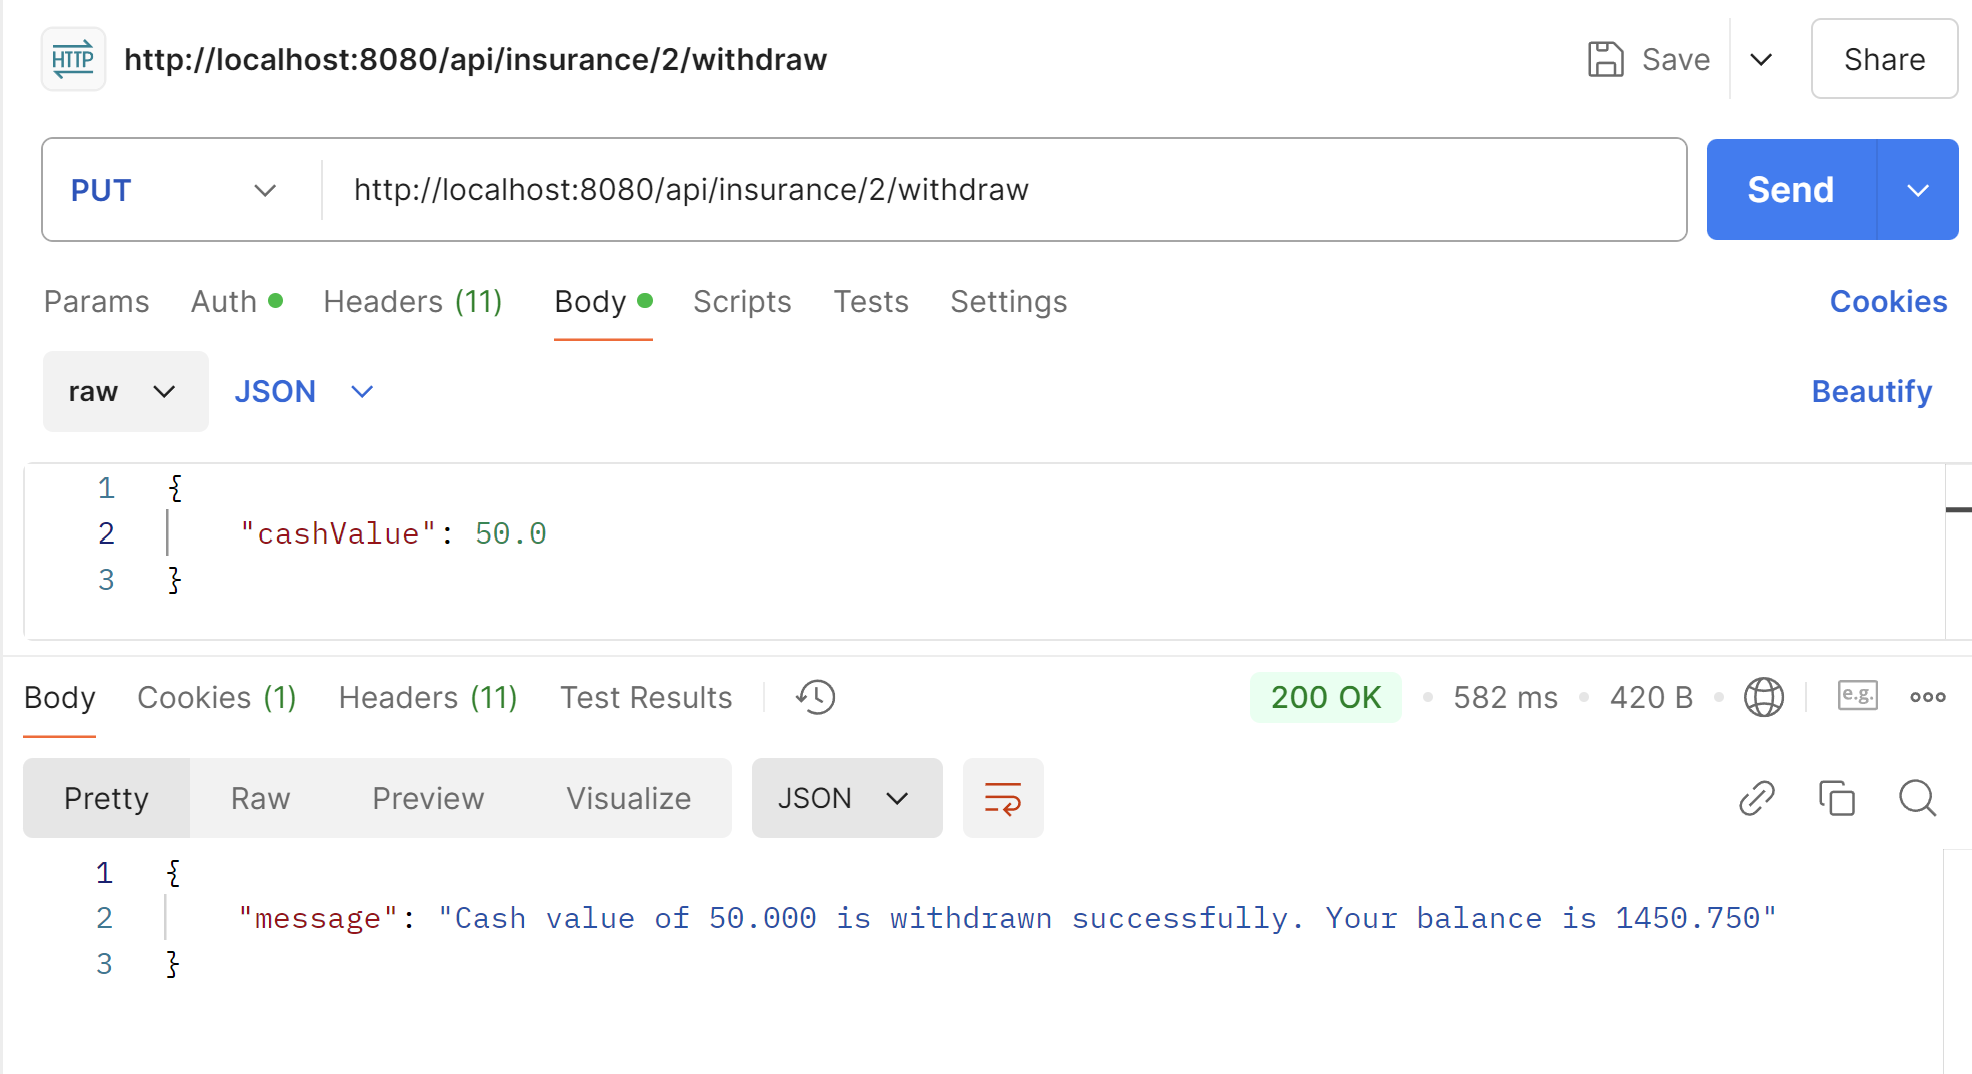 HTTP http://localhost:8080/api/insurance/2/withdraw Save Share
PUT http://localhost:8080/api/insurance/2/withdraw Send
Params Auth Headers (11) Body Scripts Tests Settings Cookies
raw JSON Beautify
1 {
2 "cashValue": 50.0
3 }
Body Cookies (1) Headers (11) Test Results 200 OK 582 ms 420 B e.g.
Pretty Raw Preview Visualize JSON
1 {
2 "message": "Cash value of 50.000 is withdrawn successfully. Your balance is 1450.750"
3 }